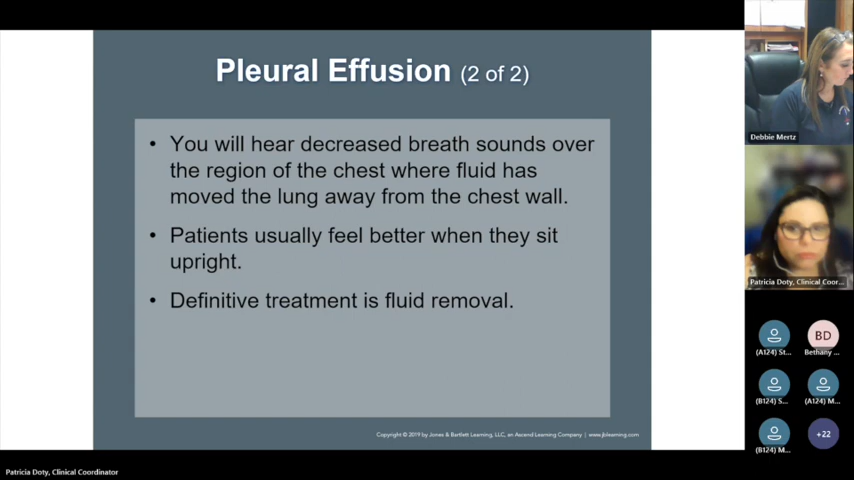 Pleural Effusion (2 of 2)
• You will hear decreased breath sounds over
the region of the chest where fluid has
moved the lung away from the chest wall.
• Patients usually feel better when they sit
upright.
• Definitive treatment is fluid removal.
Copyright © 2019 by Jones & Bartlett Learning, LLC, an Ascend Learning Company | www.jblearning.com
Patricia Doty, Clinical Coordinator
Debbie Mertz
Patricia Doty, Clinical Coor...
BD
(A124) St...
Bethany ...
(B124) S...
(A124) M...
+22
(B124) M...